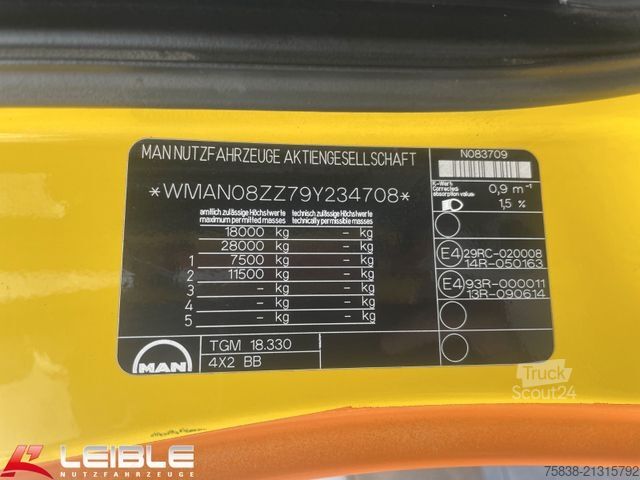 MAN NUTZFAHRZEUGE AKTIENGESELLSCHAFT
*WMAN08ZZ79Y234708*
amtlich zulässige Höchstwerte technisch zulässige Höchstwerte
maximum permitted masses technically permissible masses
18000 kg – kg
28000 kg – kg
1 7500 kg – kg
2 11500 kg – kg
3 – kg – kg
4 – kg – kg
5 – kg – kg
MAN
TGM 18.330
4X2 BB
N083709
K-Wert
Corrected
absorption value:
0,9 m⁻¹
1,5 %
E4 29RC-020008
14R-050163
E4 93R-000011
13R-090614
Truck
Scout24
LEIBLE
NUTZFAHRZEUGE
75838-21315792